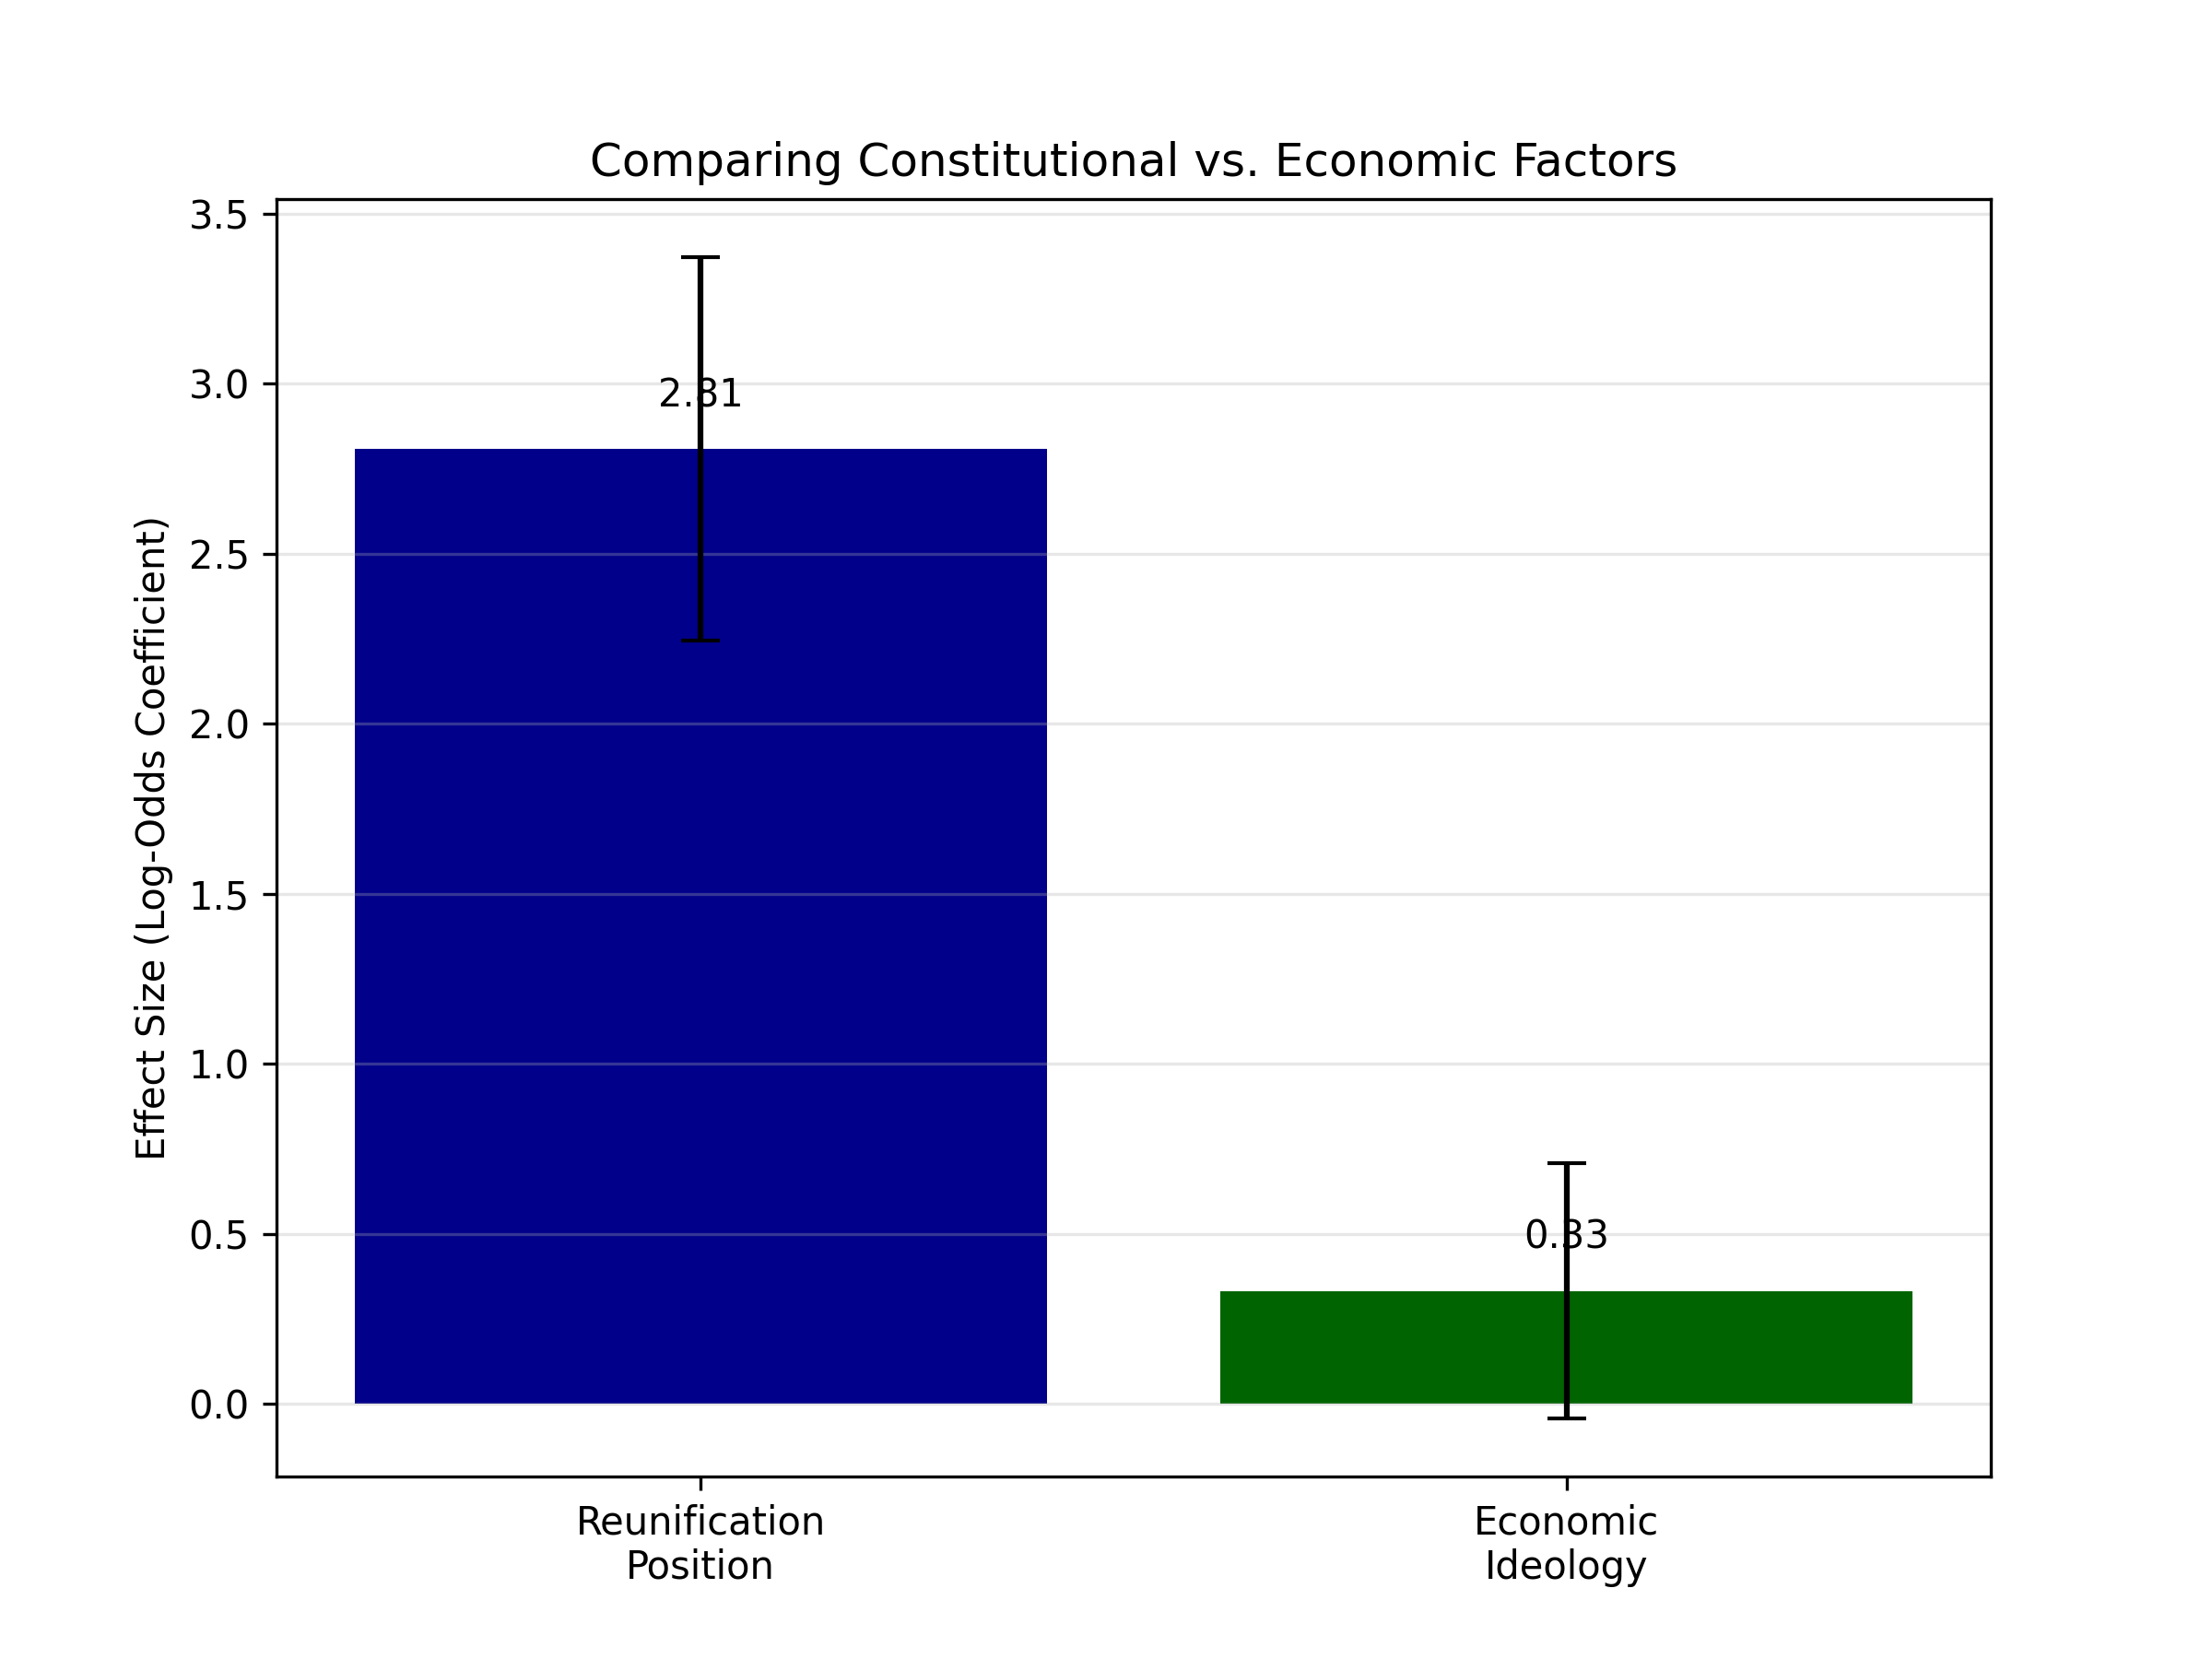 Comparing Constitutional vs. Economic Factors
Effect Size (Log-Odds Coefficient)
3.5
3.0
2.5
2.0
1.5
1.0
0.5
0.0
2.81
0.33
Reunification
Position
Economic
Ideology